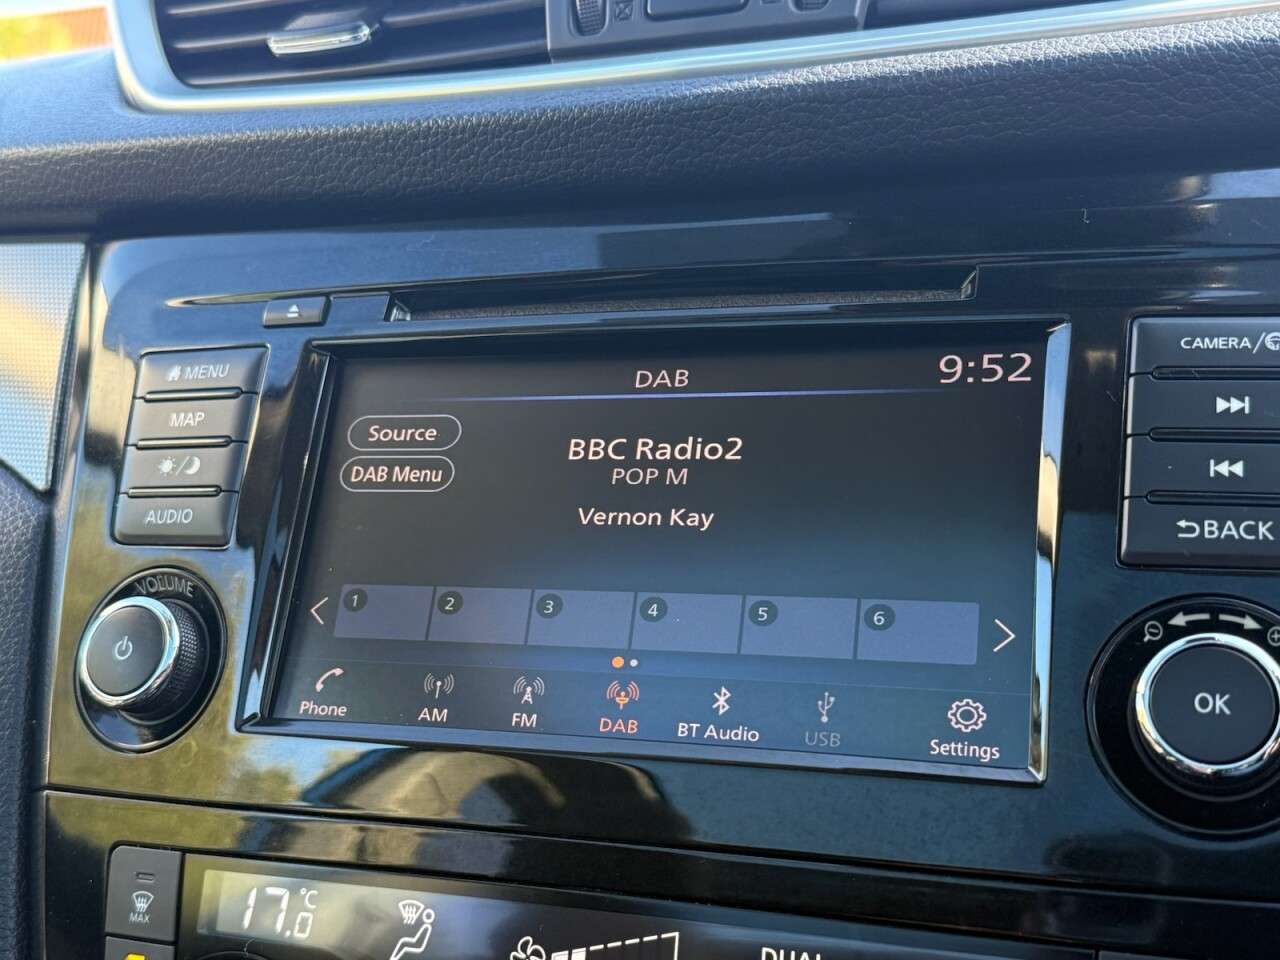 MENU
MAP
AUDIO
VOLUME
DAB
9:52
Source
DAB Menu
BBC Radio2
POP M
Vernon Kay
1 2 3 4 5 6
Phone
AM
FM
DAB
BT Audio
USB
Settings
CAMERA/
BACK
OK
MAX
17.0 °C
DUAL